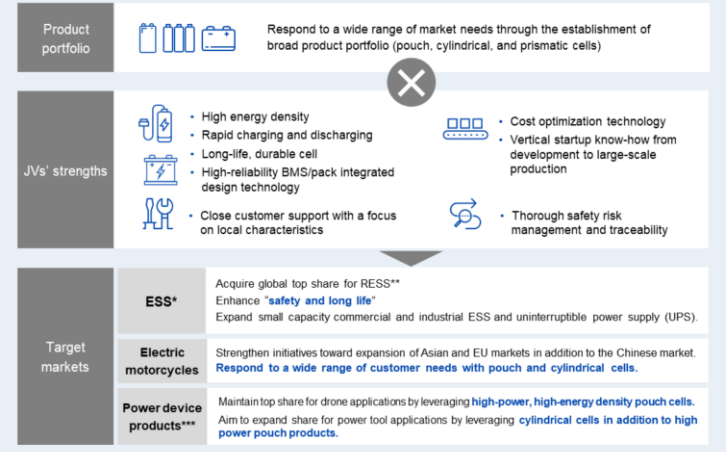 Product
portfolio
Respond to a wide range of market needs through the establishment of
broad product portfolio (pouch, cylindrical, and prismatic cells)
JVs' strengths
• High energy density
• Rapid charging and discharging
• Long-life, durable cell
• High-reliability BMS/pack integrated
design technology
• Close customer support with a focus
on local characteristics
• Cost optimization technology
• Vertical startup know-how from
development to large-scale
production
• Thorough safety risk
management and traceability
Target
markets
ESS*
Acquire global top share for RESS**
Enhance "safety and long life"
Expand small capacity commercial and industrial ESS and uninterruptible power supply (UPS).
Electric
motorcycles
Strengthen initiatives toward expansion of Asian and EU markets in addition to the Chinese market.
Respond to a wide range of customer needs with pouch and cylindrical cells.
Power device
products***
Maintain top share for drone applications by leveraging high-power, high-energy density pouch cells.
Aim to expand share for power tool applications by leveraging cylindrical cells in addition to high
power pouch products.